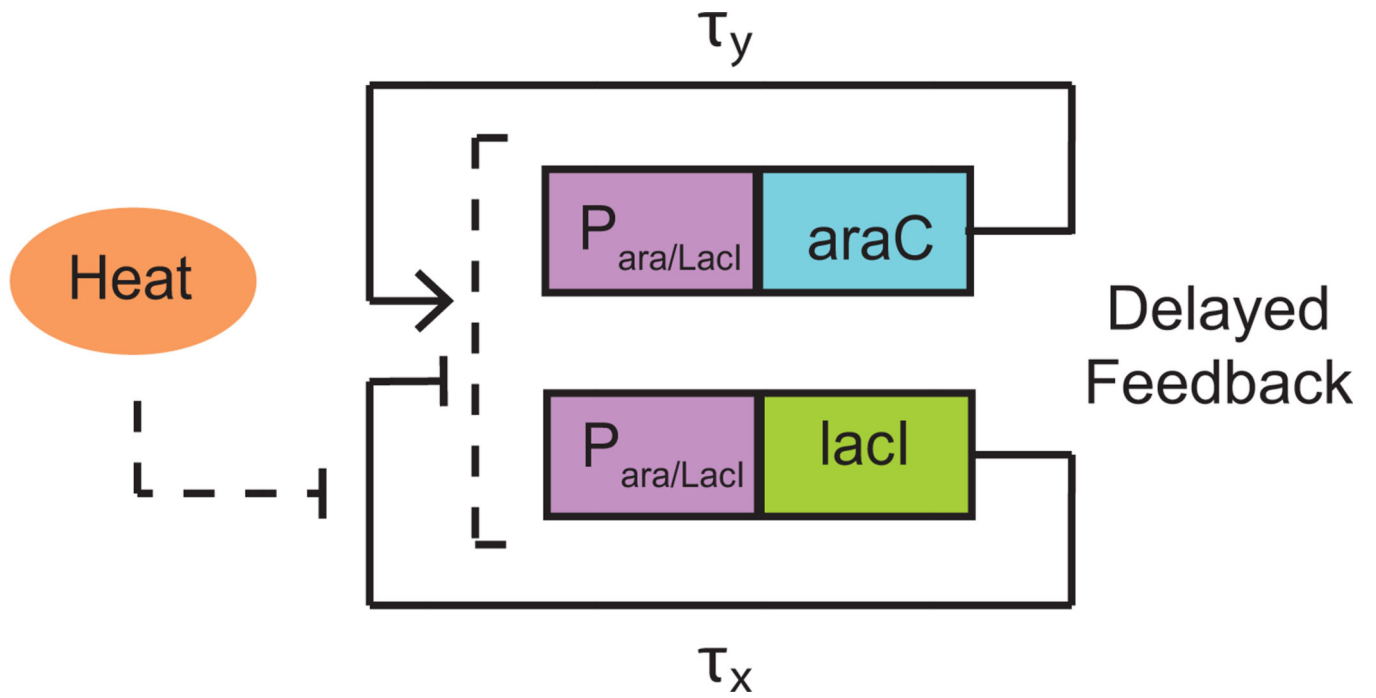 τy
Para/LacI
araC
Heat
Delayed
Feedback
Para/LacI
lacI
τx